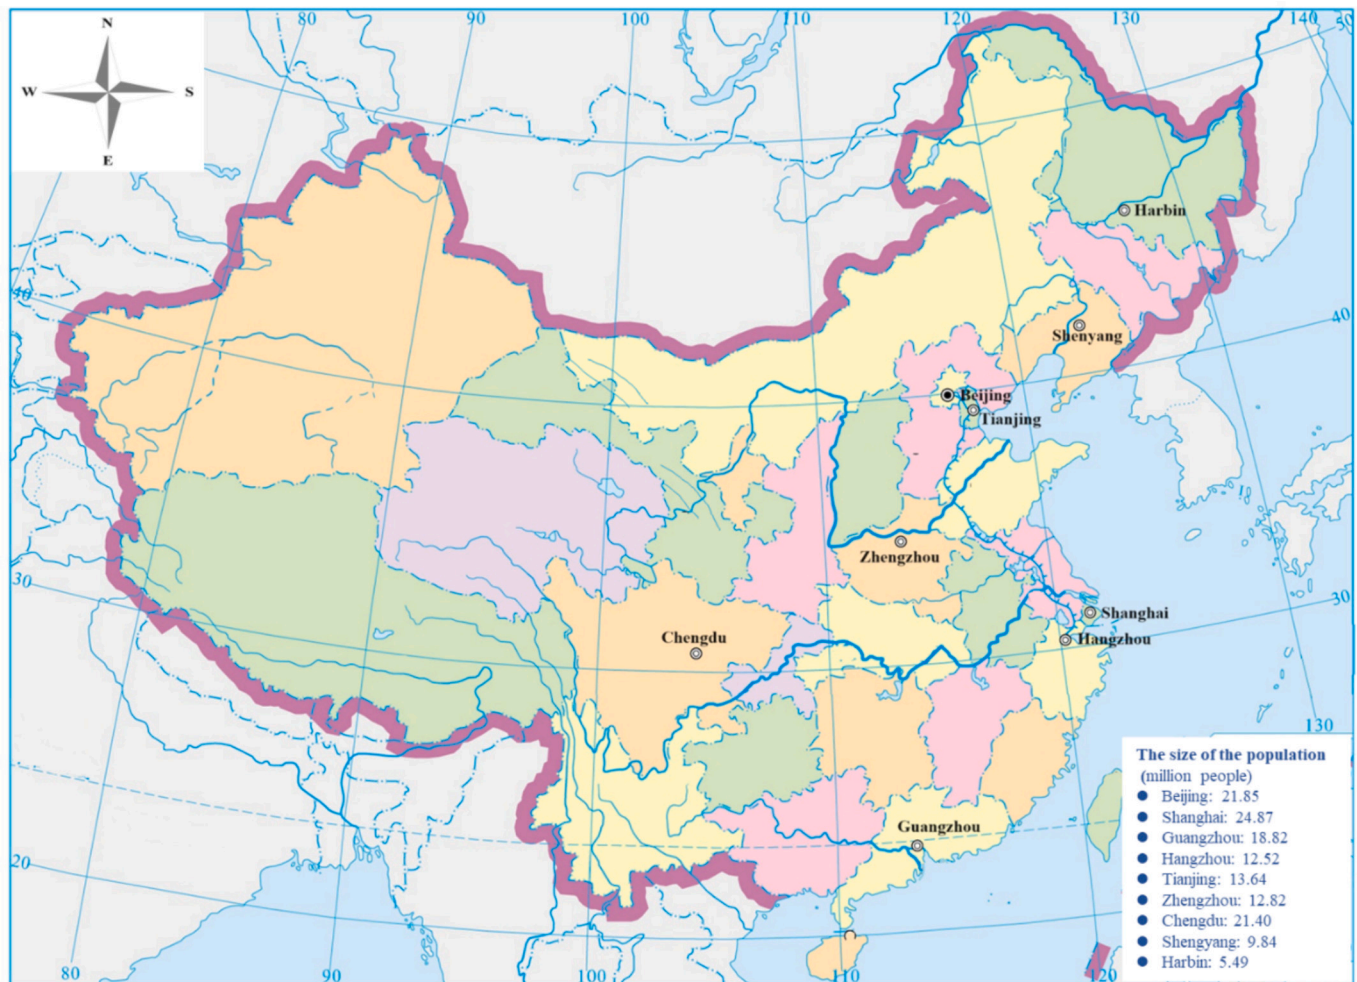 N
W S
E
80 90 100 110 120 130 140
Harbin
40
40
Shenyang
Beijing
Tianjing
Zhengzhou
30
30
Shanghai
Chengdu
Hangzhou
130
Guangzhou
20
80 90 100 110 120
The size of the population
(million people)
● Beijing: 21.85
● Shanghai: 24.87
● Guangzhou: 18.82
● Hangzhou: 12.52
● Tianjing: 13.64
● Zhengzhou: 12.82
● Chengdu: 21.40
● Shengyang: 9.84
● Harbin: 5.49